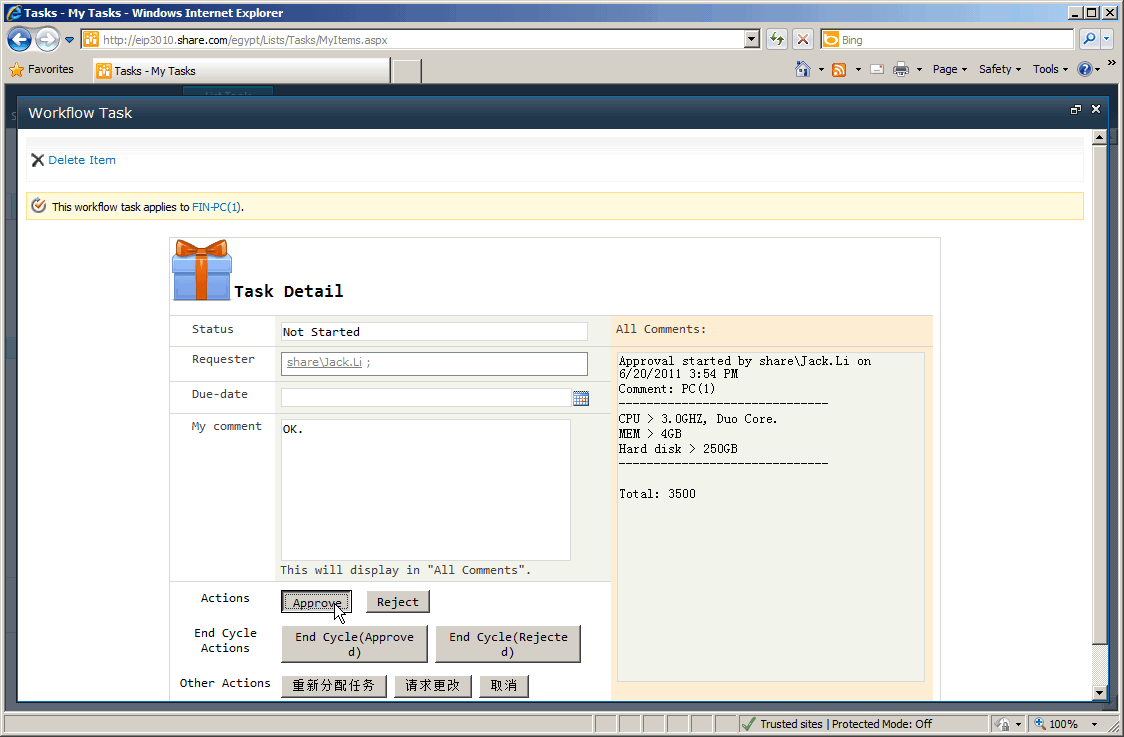 Tasks - My Tasks - Windows Internet Explorer
http://eip3010.share.com/egypt/Lists/Tasks/MyItems.aspx
Bing
Favorites
Tasks - My Tasks
Page
Safety
Tools
Workflow Task
Delete Item
This workflow task applies to FIN-PC(1).
Task Detail
Status
Not Started
All Comments:
Requester
share\Jack.Li ;
Due-date
My comment
OK.
Approval started by share\Jack.Li on
6/20/2011 3:54 PM
Comment: PC(1)
------------------------------
CPU > 3.0GHZ, Duo Core.
MEM > 4GB
Hard disk > 250GB
------------------------------
Total: 3500
This will display in "All Comments".
Actions
Approve
Reject
End Cycle
Actions
End Cycle(Approve
d)
End Cycle(Rejecte
d)
Other Actions
重新分配任务
请求更改
取消
Trusted sites | Protected Mode: Off
100%